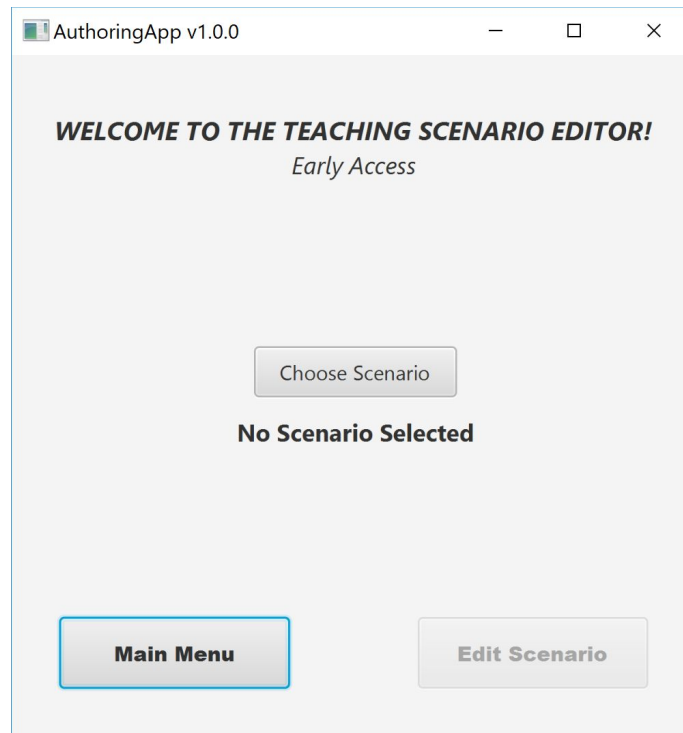 AuthoringApp v1.0.0
WELCOME TO THE TEACHING SCENARIO EDITOR!
Early Access
Choose Scenario
No Scenario Selected
Main Menu
Edit Scenario